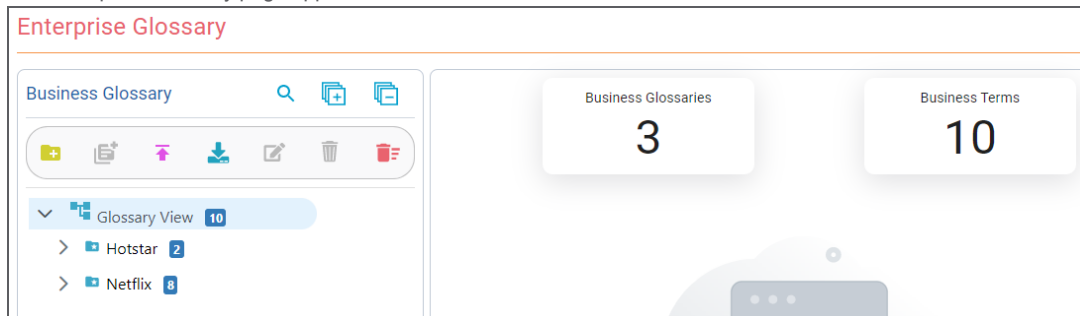 Enterprise Glossary
Business Glossary
Glossary View 10
Hotstar 2
Netflix 8
Business Glossaries
3
Business Terms
10